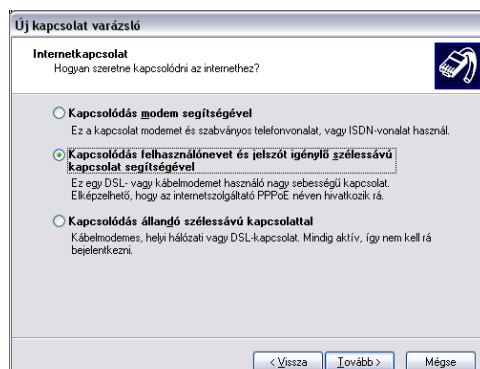 Új kapcsolat varázsló
Internetkapcsolat
Hogyan szeretne kapcsolódni az internethez?
Kapcsolódás modem segítségével
Ez a kapcsolat modemet és szabványos telefonvonalat, vagy ISDN-vonalat használ.
Kapcsolódás felhasználónevet és jelszót igénylő szélessávú
kapcsolat segítségével
Ez egy DSL- vagy kábelmodemet használó nagy sebességű kapcsolat.
Elképzelhető, hogy az internetszolgáltató PPPoE néven hivatkozik rá.
Kapcsolódás állandó szélessávú kapcsolattal
Kábelmodemes, helyi hálózati vagy DSL-kapcsolat. Mindig aktív, így nem kell rá
bejelentkezni.
< Vissza Tovább > Mégse